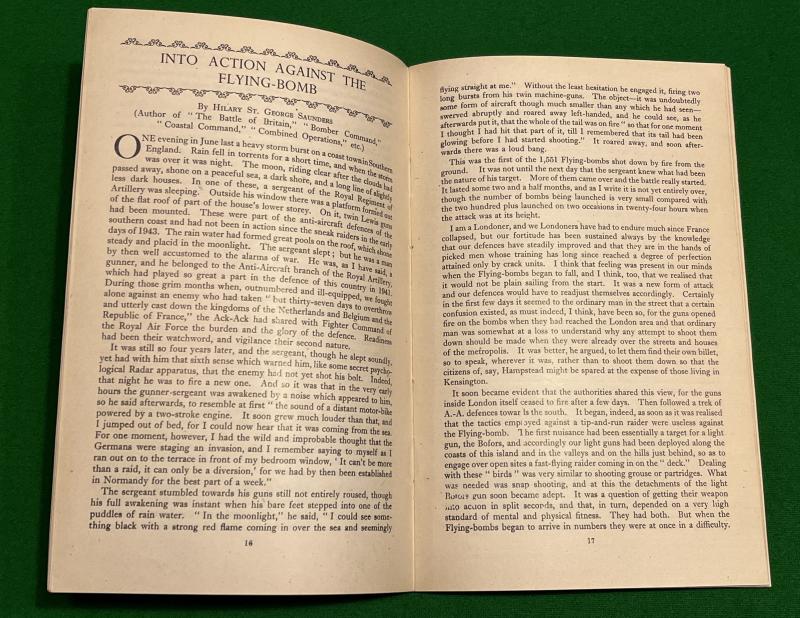 INTO ACTION AGAINST THE
FLYING-BOMB
By HILARY ST. GEORGE SAUNDERS
(Author of "The Battle of Britain," "Bomber Command,"
"Coastal Command," "Combined Operations," etc.)
ONE evening in June last a heavy storm burst on a coast town in Southern
England. Rain fell in torrents for a short time, and when the storm
was over it was night. The moon, riding clear after the clouds had
passed away, shone on a peaceful sea, a dark shore, and a long line of slightly
less dark houses. In one of these, a sergeant of the Royal Regiment of
Artillery was sleeping. Outside his window there was a platform formed out
of the flat roof of part of the house's lower storey. On it, twin Lewis guns
had been mounted. These were part of the anti-aircraft defences of the
southern coast and had not been in action since the sneak raiders in the early
days of 1943. The rain water had formed great pools on the roof, which shone
steady and placid in the moonlight. The sergeant slept; but he was a man
by then well accustomed to the alarms of war. He was, as I have said, a
gunner, and he belonged to the Anti-Aircraft branch of the Royal Artillery,
which had played so great a part in the defence of this country in 1941.
During those grim months when, outnumbered and ill-equipped, we fought
alone against an enemy who had taken "but thirty-seven days to overthrow
and utterly cast down the kingdoms of the Netherlands and Belgium and the
Republic of France," the Ack-Ack had shared with Fighter Command of
the Royal Air Force the burden and the glory of the defence. Readiness
had been their watchword, and vigilance their second nature.
It was still so four years later, and the sergeant, though he slept soundly,
yet had with him that sixth sense which warned him, like some secret psycho-
logical Radar apparatus, that the enemy had not yet shot his bolt. Indeed,
that night he was to fire a new one. And so it was that in the very early
hours the gunner-sergeant was awakened by a noise which appeared to him,
so he said afterwards, to resemble at first "the sound of a distant motor-bike
powered by a two-stroke engine. It soon grew much louder than that, and
I jumped out of bed, for I could now hear that it was coming from the sea.
For one moment, however, I had the wild and improbable thought that the
Germans were staging an invasion, and I remember saying to myself as I
ran out on to the terrace in front of my bedroom window, 'It can't be more
than a raid, it can only be a diversion,' for we had by then been established
in Normandy for the best part of a week."
The sergeant stumbled towards his guns still not entirely roused, though
his full awakening was instant when his bare feet stepped into one of the
puddles of rain water. "In the moonlight," he said, "I could see some-
thing black with a strong red flame coming in over the sea and seemingly
16
flying straight at me." Without the least hesitation he engaged it, firing two
long bursts from his twin machine-guns. The object—it was undoubtedly
some form of aircraft though much smaller than any which he had seen—
swerved abruptly and roared away left-handed, and he could see, as he
afterwards put it, that the whole of the tail was on fire "so that for one moment
I thought I had hit that part of it, till I remembered that its tail had been
glowing before I had started shooting." It roared away, and soon after-
wards there was a loud bang.
This was the first of the 1,551 Flying-bombs shot down by fire from the
ground. It was not until the next day that the sergeant knew what had been
the nature of his target. More of them came over and the battle really started.
It lasted some two and a half months, and as I write it is not yet entirely over,
though the number of bombs being launched is very small compared with
the two hundred plus launched on two occasions in twenty-four hours when
the attack was at its height.
I am a Londoner, and we Londoners have had to endure much since France
collapsed, but our fortitude has been sustained always by the knowledge
that our defences have steadily improved and that they are in the hands of
picked men whose training has long since reached a degree of perfection
attained only by crack units. I think that feeling was present in our minds
when the Flying-bombs began to fall, and I think, too, that we realised that
it would not be plain sailing from the start. It was a new form of attack
and our defences would have to readjust themselves accordingly. Certainly
in the first few days it seemed to the ordinary man in the street that a certain
confusion existed, as must indeed, I think, have been so, for the guns opened
fire on the bombs when they had reached the London area and that ordinary
man was somewhat at a loss to understand why any attempt to shoot them
down should be made when they were already over the streets and houses
of the metropolis. It was better, he argued, to let them find their own billet,
so to speak, wherever it was, rather than to shoot them down so that the
citizens of, say, Hampstead might be spared at the expense of those living in
Kensington.
It soon became evident that the authorities shared this view, for the guns
inside London itself ceased to fire after a few days. Then followed a trek of
A.-A. defences towards the south. It began, indeed, as soon as it was realised
that the tactics employed against a tip-and-run raider were useless against
the Flying-bomb. The first nuisance had been essentially a target for a light
gun, the Bofors, and accordingly our light guns had been deployed along the
coasts of this island and in the valleys and on the hills just behind, so as to
engage over open sites a fast-flying raider coming in on the "deck." Dealing
with these "birds" was very similar to shooting grouse or partridges. What
was needed was snap shooting, and at this the detachments of the light
Bofors gun soon became adept. It was a question of getting their weapon
into action in split seconds, and that, in turn, depended on a very high
standard of mental and physical fitness. They had both. But when the
Flying-bombs began to arrive in numbers they were at once in a difficulty.
17